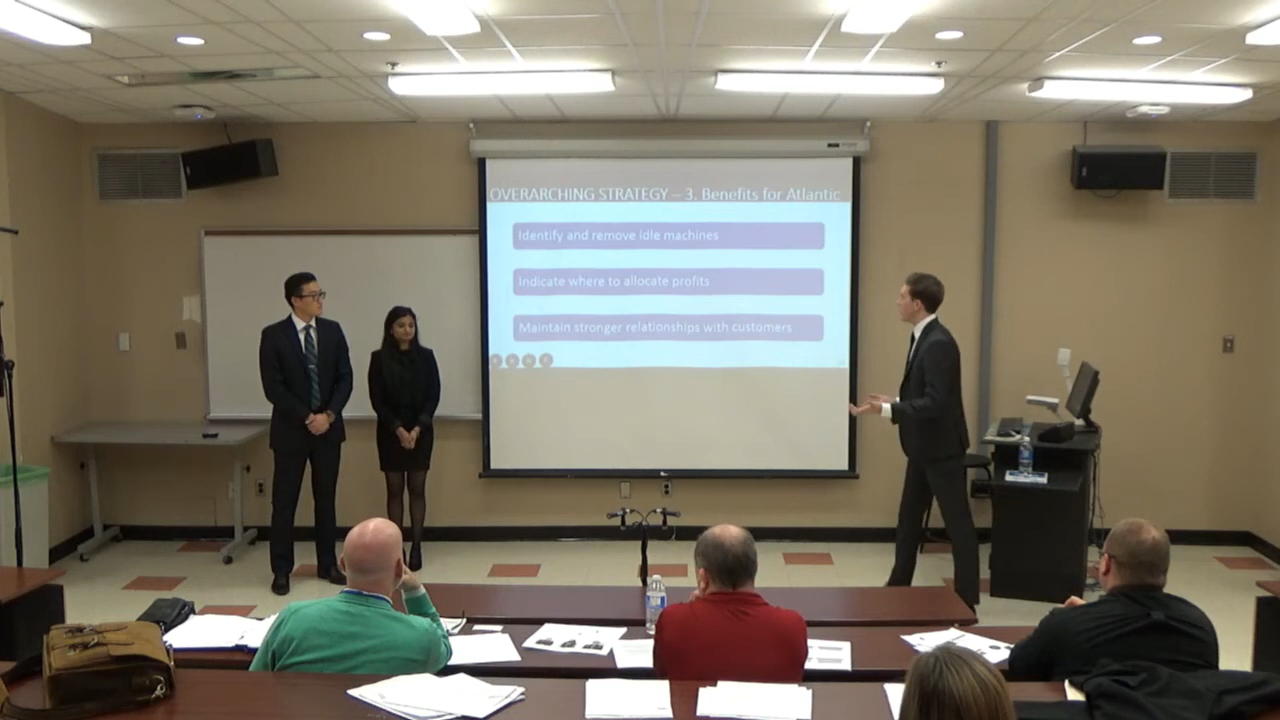 OVERARCHING STRATEGY – 3. Benefits for Atlantic
Identify and remove idle machines
Indicate where to allocate profits
Maintain stronger relationships with customers